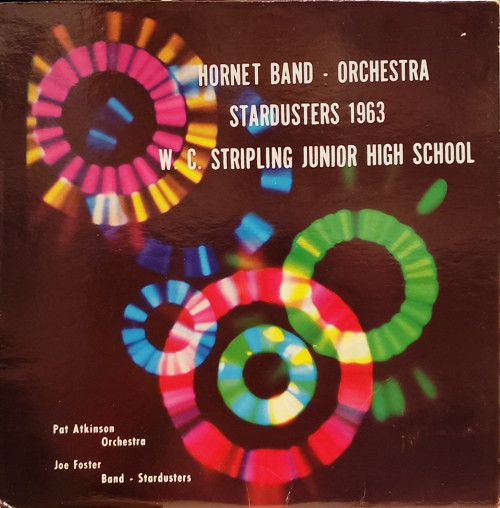 HORNET BAND - ORCHESTRA
STARDUSTERS 1963
W. C. STRIPLING JUNIOR HIGH SCHOOL
Pat Atkinson
Orchestra
Joe Foster
Band - Stardusters